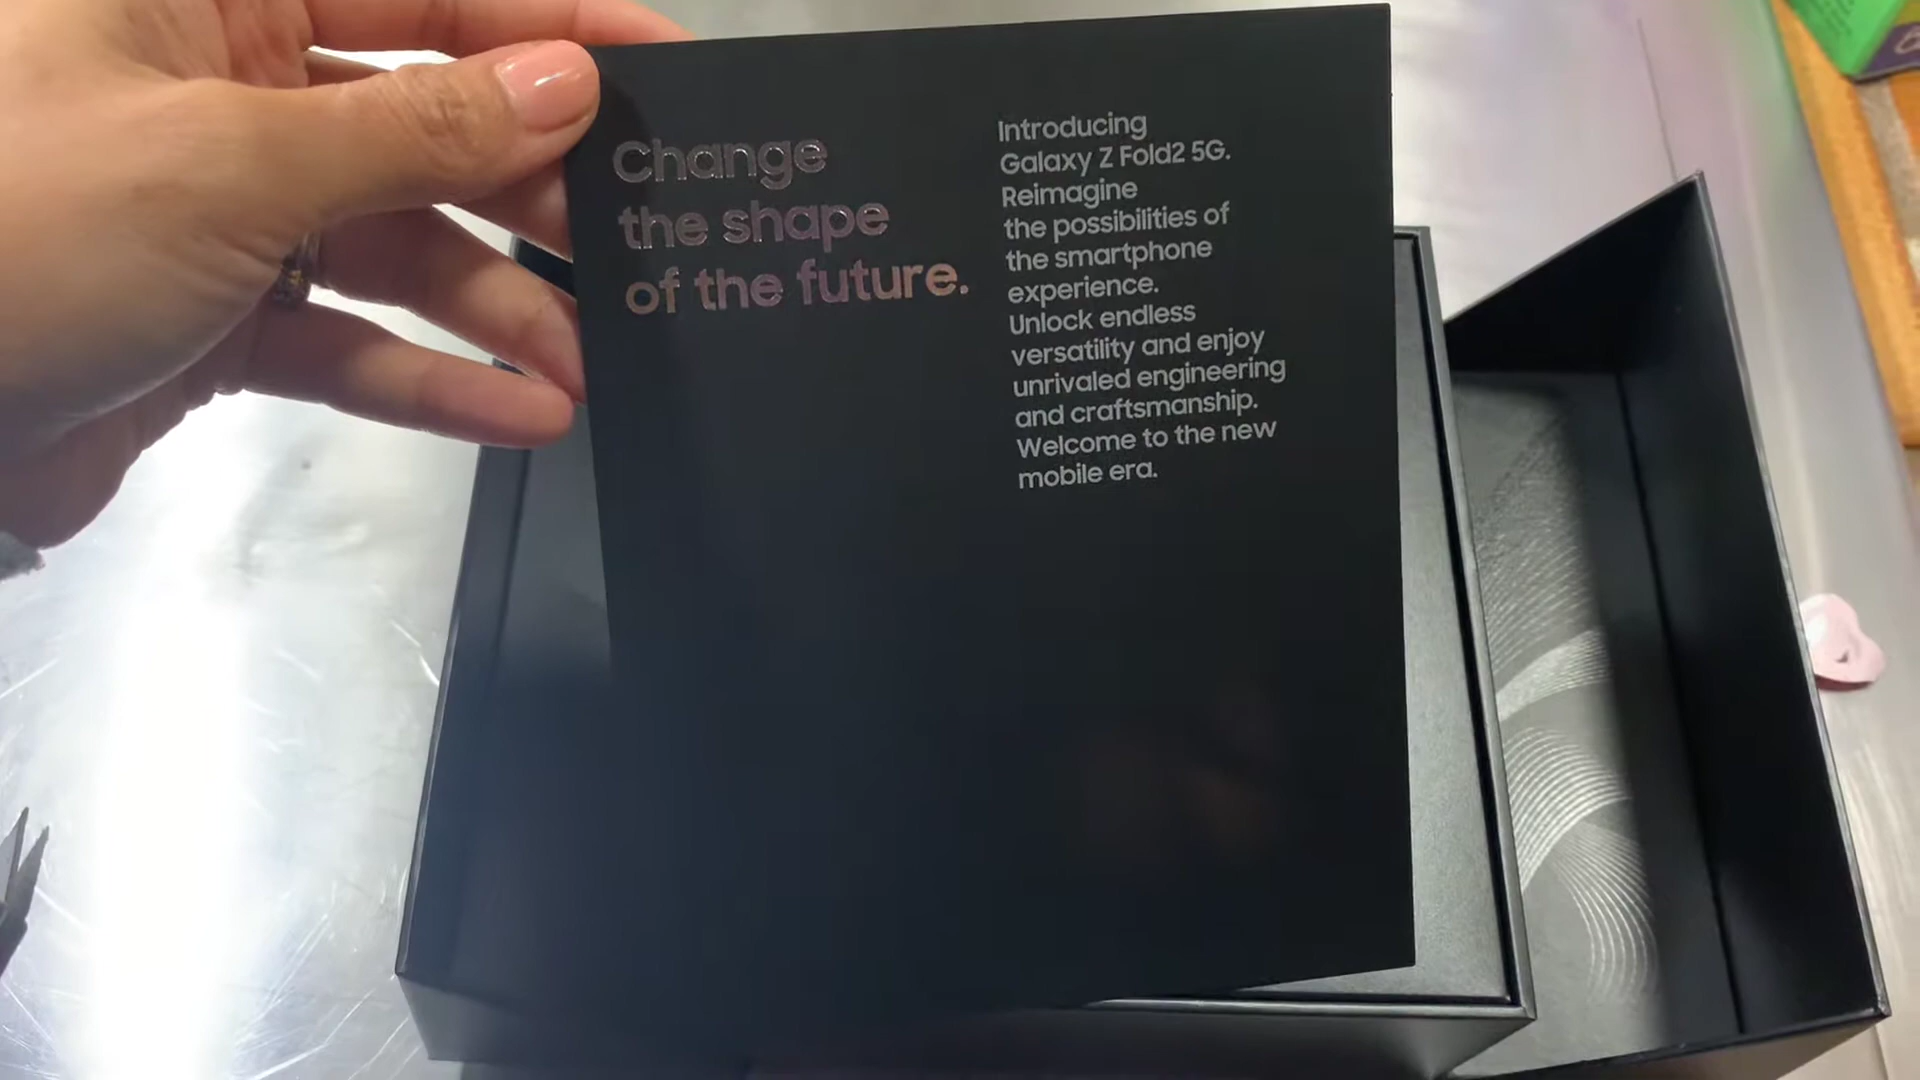 Change
the shape
of the future.
Introducing
Galaxy Z Fold2 5G.
Reimagine
the possibilities of
the smartphone
experience.
Unlock endless
versatility and enjoy
unrivaled engineering
and craftsmanship.
Welcome to the new
mobile era.